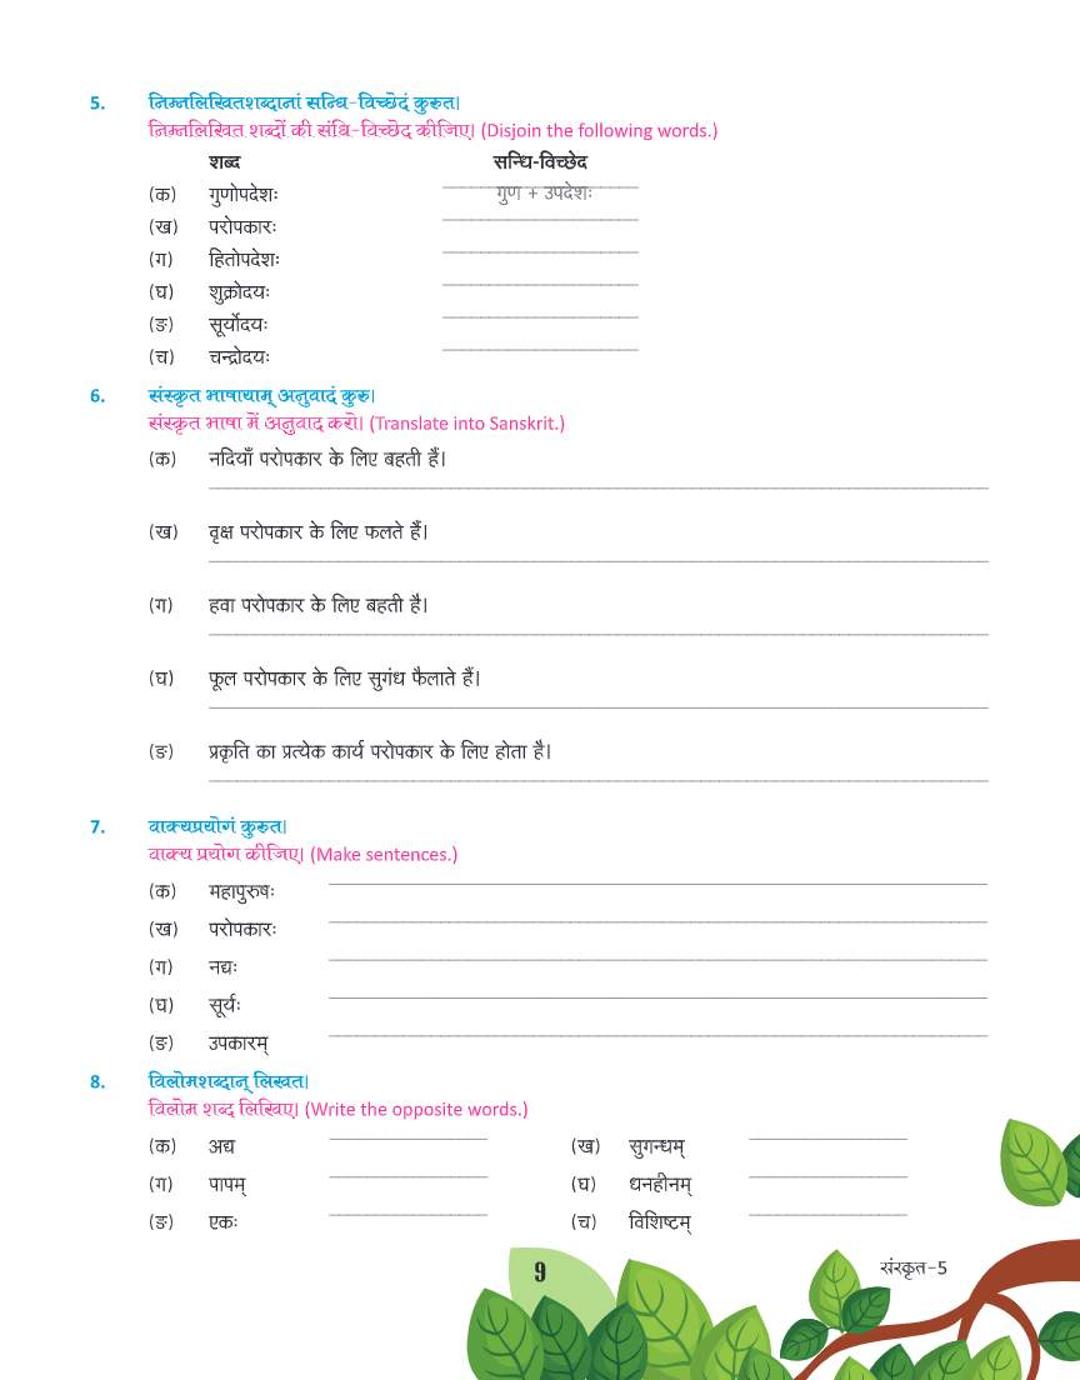 5. निम्नलिखितशब्दानां सन्धि-विच्छेदं कुरुत।
निम्नलिखित शब्दों की संधि-विच्छेद कीजिए। (Disjoin the following words.)
शब्द सन्धि-विच्छेद
(क) गुणोपदेशः गुण + उपदेशः
(ख) परोपकारः
(ग) हितोपदेशः
(घ) शुक्रोदयः
(ङ) सूर्योदयः
(च) चन्द्रोदयः
6. संस्कृत भाषायाम् अनुवादं कुरु।
संस्कृत भाषा में अनुवाद करो। (Translate into Sanskrit.)
(क) नदियाँ परोपकार के लिए बहती हैं।
(ख) वृक्ष परोपकार के लिए फलते हैं।
(ग) हवा परोपकार के लिए बहती है।
(घ) फूल परोपकार के लिए सुगंध फैलाते हैं।
(ङ) प्रकृति का प्रत्येक कार्य परोपकार के लिए होता है।
7. वाक्यप्रयोगं कुरुत।
वाक्य प्रयोग कीजिए। (Make sentences.)
(क) महापुरुषः
(ख) परोपकारः
(ग) नद्यः
(घ) सूर्यः
(ङ) उपकारम्
8. विलोमशब्दान् लिखत।
विलोम शब्द लिखिए। (Write the opposite words.)
(क) अद्य (ख) सुगन्धम्
(ग) पापम् (घ) धनहीनम्
(ङ) एकः (च) विशिष्टम्
9 संस्कृत-5